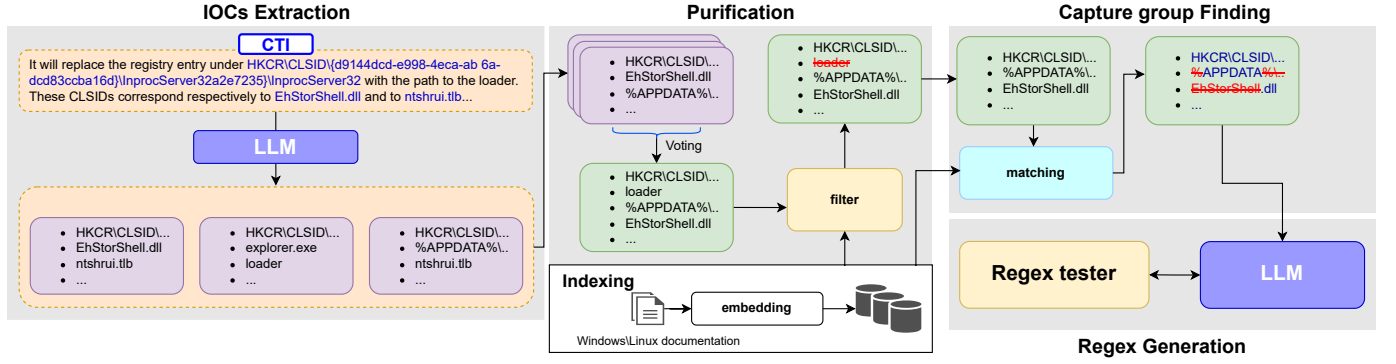 IOCs Extraction
CTI
It will replace the registry entry under HKCR\CLSID\{d9144dcd-e998-4eca-ab 6a-
dcd83ccba16d}\InprocServer32a2e7235}\InprocServer32 with the path to the loader.
These CLSIDs correspond respectively to EhStorShell.dll and to ntshrui.tlb...
LLM
• HKCR\CLSID\...
• EhStorShell.dll
• ntshrui.tlb
• ...
• HKCR\CLSID\...
• explorer.exe
• loader
• ...
• HKCR\CLSID\...
• %APPDATA%\..
• ntshrui.tlb
• ...
Purification
• HKCR\CLSID\...
• EhStorShell.dll
• %APPDATA%\...
• ...
Voting
• HKCR\CLSID\...
• loader
• %APPDATA%\..
• EhStorShell.dll
• ...
filter
• HKCR\CLSID\...
• loader
• %APPDATA%\..
• EhStorShell.dll
• ...
Indexing
embedding
Windows\Linux documentation
Capture group Finding
• HKCR\CLSID\...
• %APPDATA%\..
• EhStorShell.dll
• ...
matching
• HKCR\CLSID\...
• %APPDATA%\..
• EhStorShell.dll
• ...
Regex tester
LLM
Regex Generation